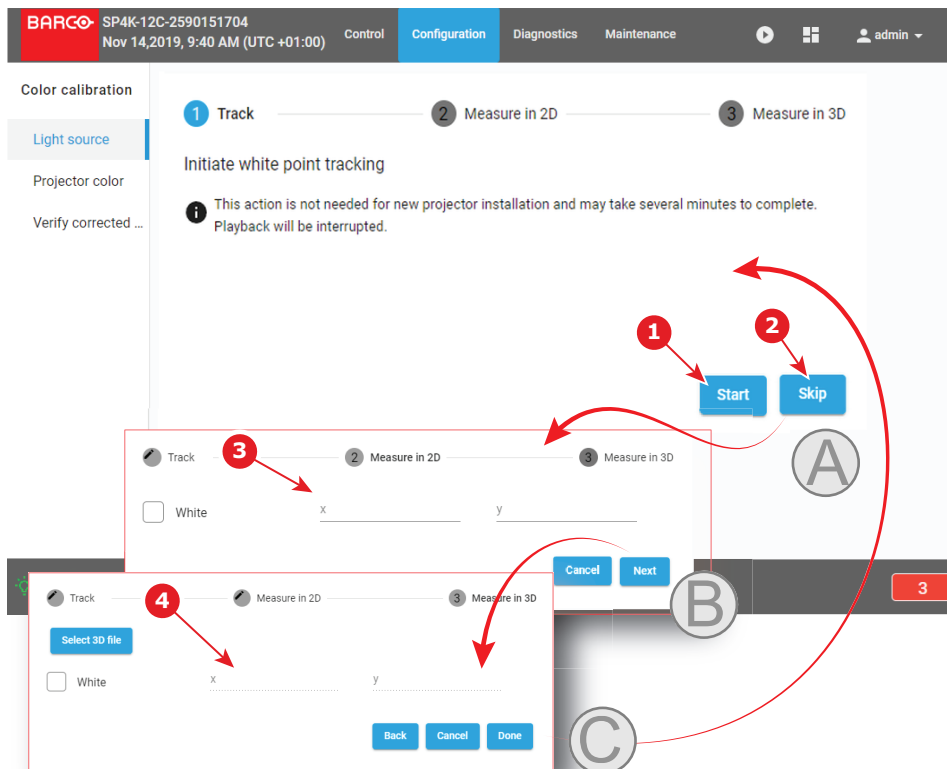 BARCO
SP4K-12C-2590151704
Nov 14,2019, 9:40 AM (UTC +01:00)
Control
Configuration
Diagnostics
Maintenance
admin
Color calibration
Light source
Projector color
Verify corrected ...
1 Track
2 Measure in 2D
3 Measure in 3D
Initiate white point tracking
This action is not needed for new projector installation and may take several minutes to complete.
Playback will be interrupted.
1
2
Start
Skip
A
Track
3
2 Measure in 2D
3 Measure in 3D
White
x
y
Cancel
Next
B
3
Track
4
Measure in 2D
3 Measure in 3D
Select 3D file
White
x
y
Back
Cancel
Done
C